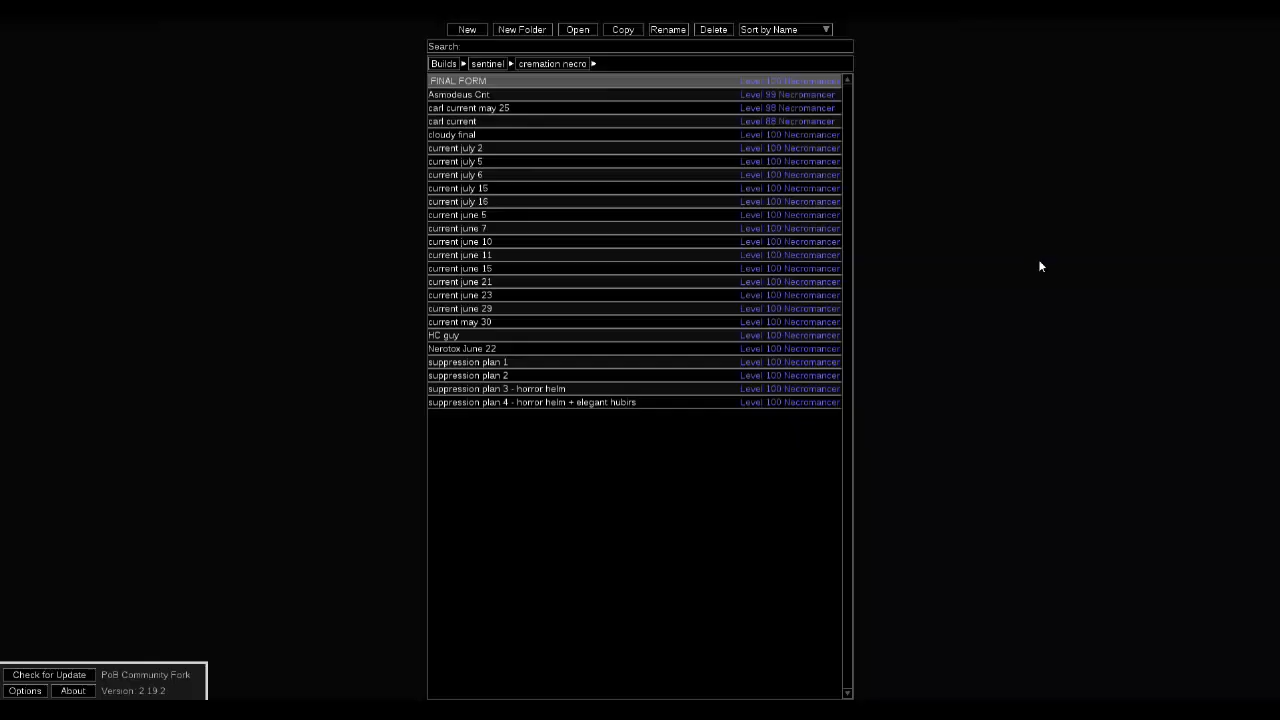 New New Folder Open Copy Rename Delete Sort by Name
Search:
Builds sentinel cremation necro
FINAL FORM Level 100 Necromancer
Asmodeus Crit Level 99 Necromancer
carl current may 25 Level 98 Necromancer
carl current Level 88 Necromancer
cloudy final Level 100 Necromancer
current july 2 Level 100 Necromancer
current july 5 Level 100 Necromancer
current july 6 Level 100 Necromancer
current july 15 Level 100 Necromancer
current july 16 Level 100 Necromancer
current june 5 Level 100 Necromancer
current june 7 Level 100 Necromancer
current june 10 Level 100 Necromancer
current june 11 Level 100 Necromancer
current june 15 Level 100 Necromancer
current june 21 Level 100 Necromancer
current june 23 Level 100 Necromancer
current june 29 Level 100 Necromancer
current may 30 Level 100 Necromancer
HC guy Level 100 Necromancer
Nerotox June 22 Level 100 Necromancer
suppression plan 1 Level 100 Necromancer
suppression plan 2 Level 100 Necromancer
suppression plan 3 - horror helm Level 100 Necromancer
suppression plan 4 - horror helm + elegant hubirs Level 100 Necromancer
Check for Update PoB Community Fork
Options About Version: 2.19.2